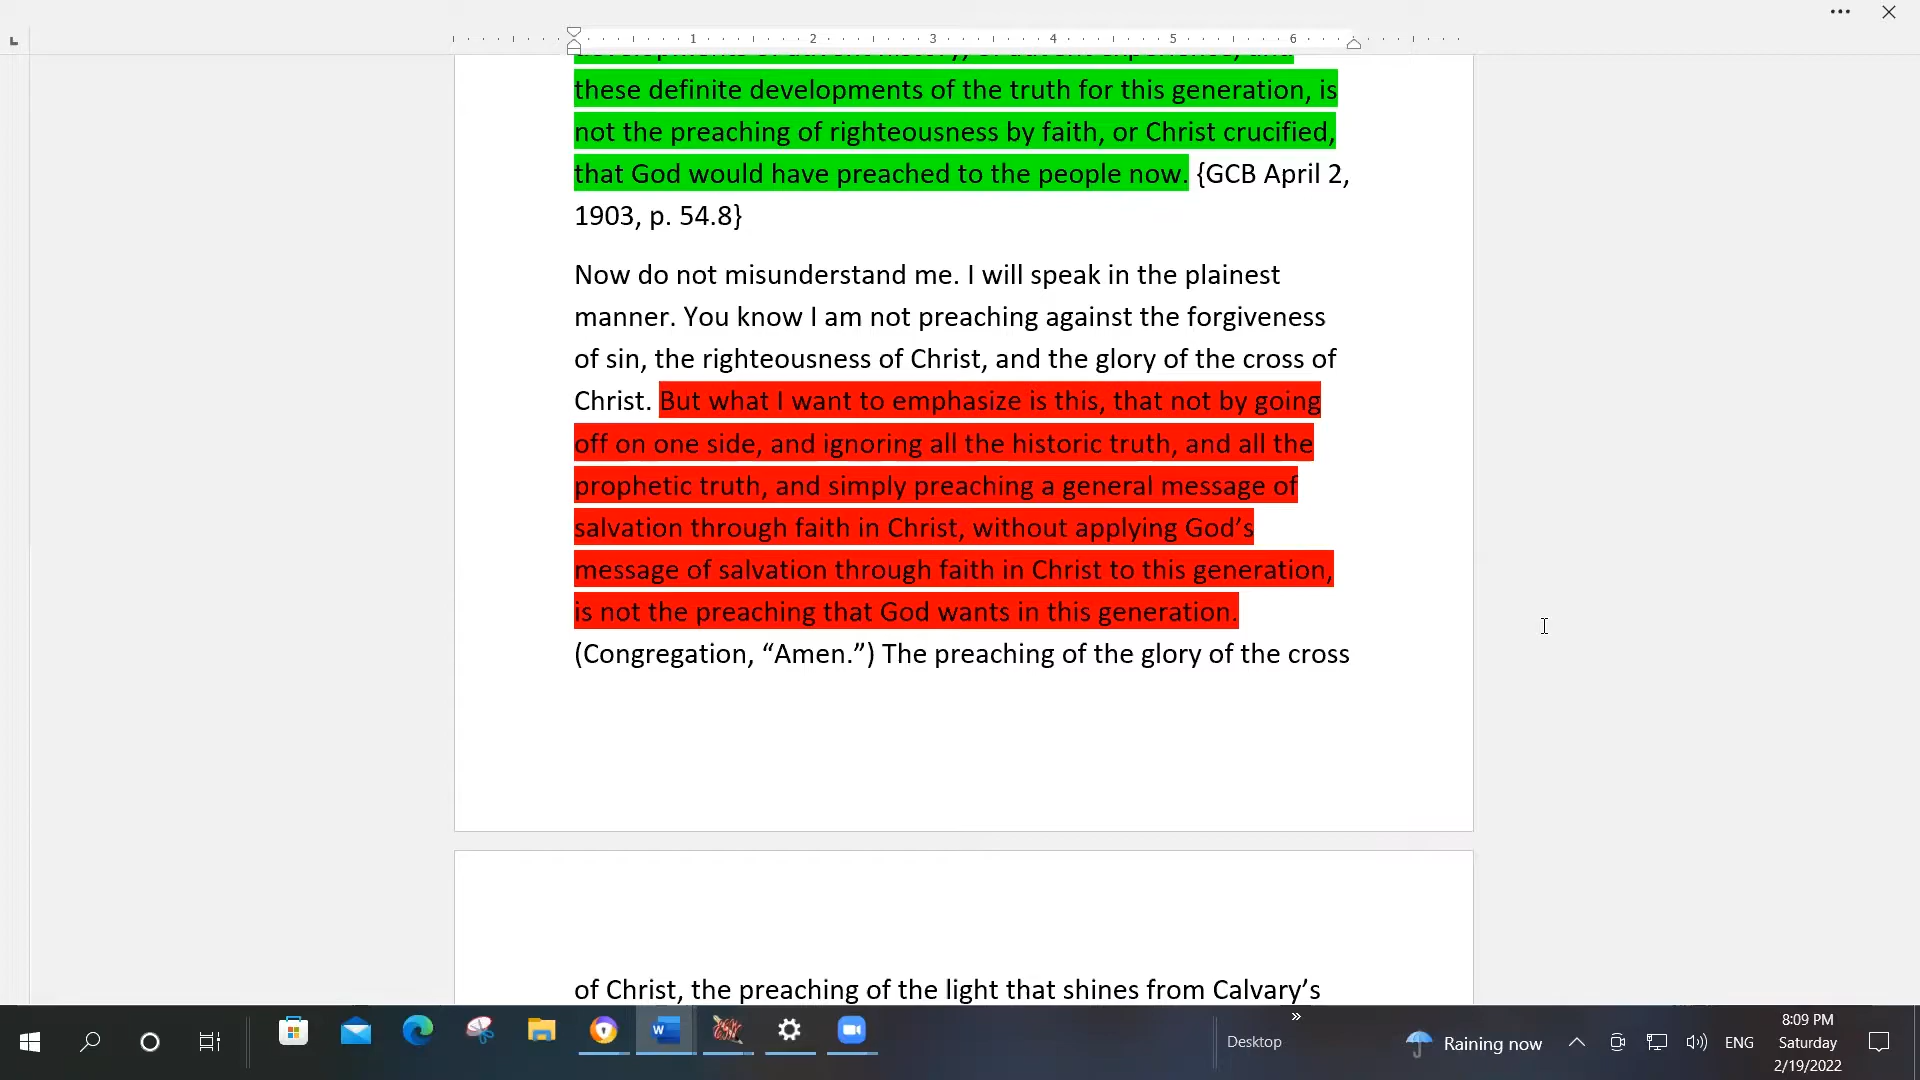 1 2 3 4 5 6
these definite developments of the truth for this generation, is
not the preaching of righteousness by faith, or Christ crucified,
that God would have preached to the people now. {GCB April 2,
1903, p. 54.8}
Now do not misunderstand me. I will speak in the plainest
manner. You know I am not preaching against the forgiveness
of sin, the righteousness of Christ, and the glory of the cross of
Christ. But what I want to emphasize is this, that not by going
off on one side, and ignoring all the historic truth, and all the
prophetic truth, and simply preaching a general message of
salvation through faith in Christ, without applying God’s
message of salvation through faith in Christ to this generation,
is not the preaching that God wants in this generation.
(Congregation, “Amen.”) The preaching of the glory of the cross
of Christ, the preaching of the light that shines from Calvary’s
Desktop
»
Raining now
ENG
8:09 PM
Saturday
2/19/2022